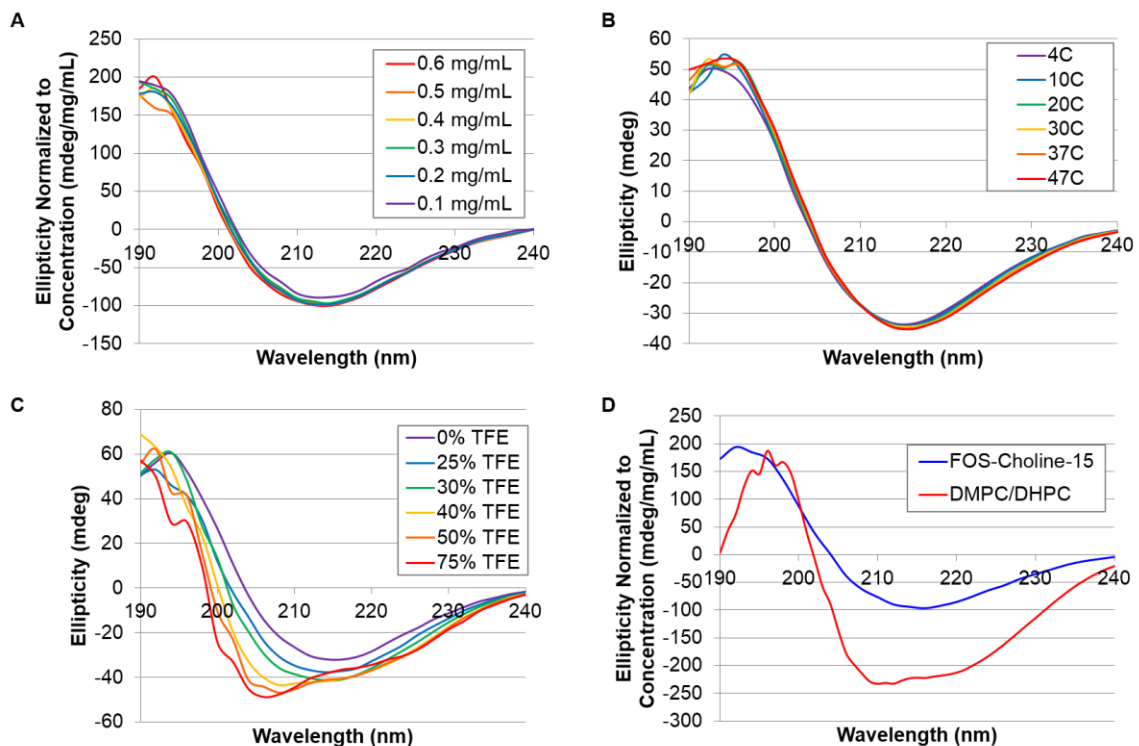 A
Ellipticity Normalized to
Concentration (mdeg/mg/mL)
250
200
150
100
50
0
-50
-100
-150
190
200
210
220
230
240
Wavelength (nm)
0.6 mg/mL
0.5 mg/mL
0.4 mg/mL
0.3 mg/mL
0.2 mg/mL
0.1 mg/mL
B
Ellipticity (mdeg)
60
50
40
30
20
10
0
-10
-20
-30
-40
190
200
210
220
230
240
Wavelength (nm)
4C
10C
20C
30C
37C
47C
C
Ellipticity (mdeg)
80
60
40
20
0
-20
-40
-60
190
200
210
220
230
240
Wavelength (nm)
0% TFE
25% TFE
30% TFE
40% TFE
50% TFE
75% TFE
D
Ellipticity Normalized to
Concentration (mdeg/mg/mL)
250
200
150
100
50
0
-50
-100
-150
-200
-250
-300
190
200
210
220
230
240
Wavelength (nm)
FOS-Choline-15
DMPC/DHPC